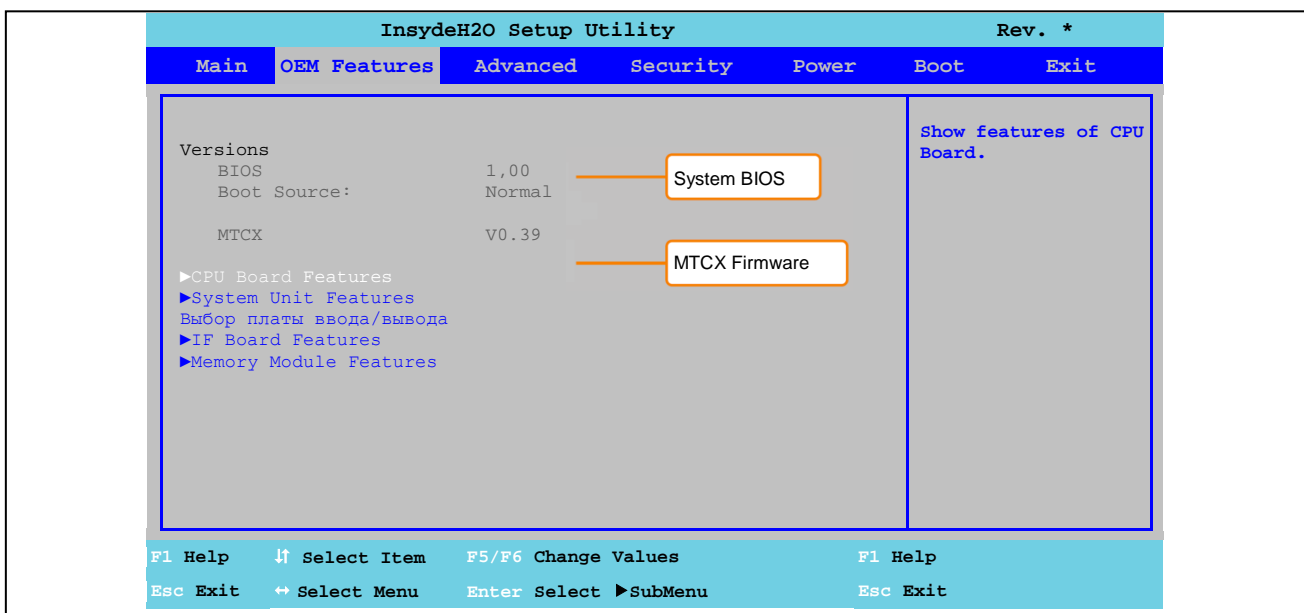 InsydeH2O Setup Utility Rev. *
Main OEM Features Advanced Security Power Boot Exit
Versions
BIOS 1,00
Boot Source: Normal
MTCX V0.39
►CPU Board Features
►System Unit Features
Выбор платы ввода/вывода
►IF Board Features
►Memory Module Features
System BIOS
MTCX Firmware
Show features of CPU
Board.
F1 Help ↓↑ Select Item F5/F6 Change Values F1 Help
Esc Exit ↔ Select Menu Enter Select ►SubMenu Esc Exit